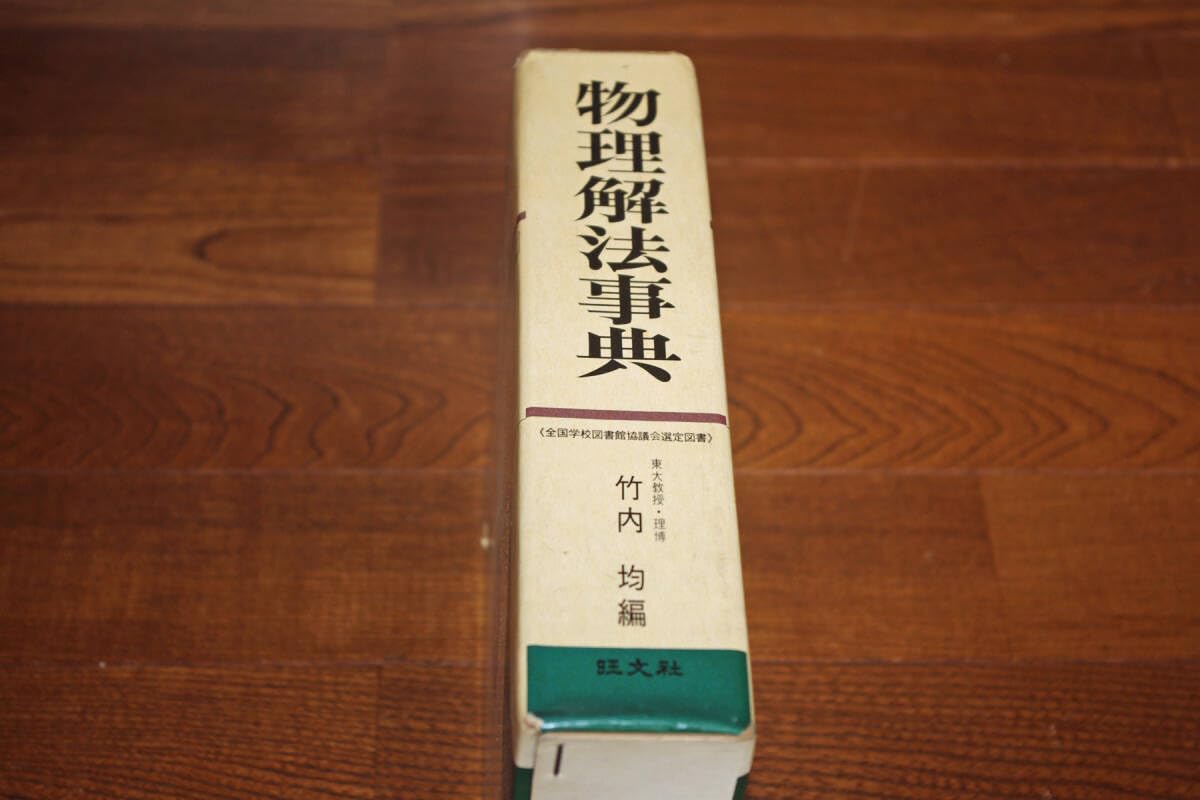 物理解法事典
《全国学校図書館協議会選定図書》
東大教授・理博
竹内 均編
旺文社